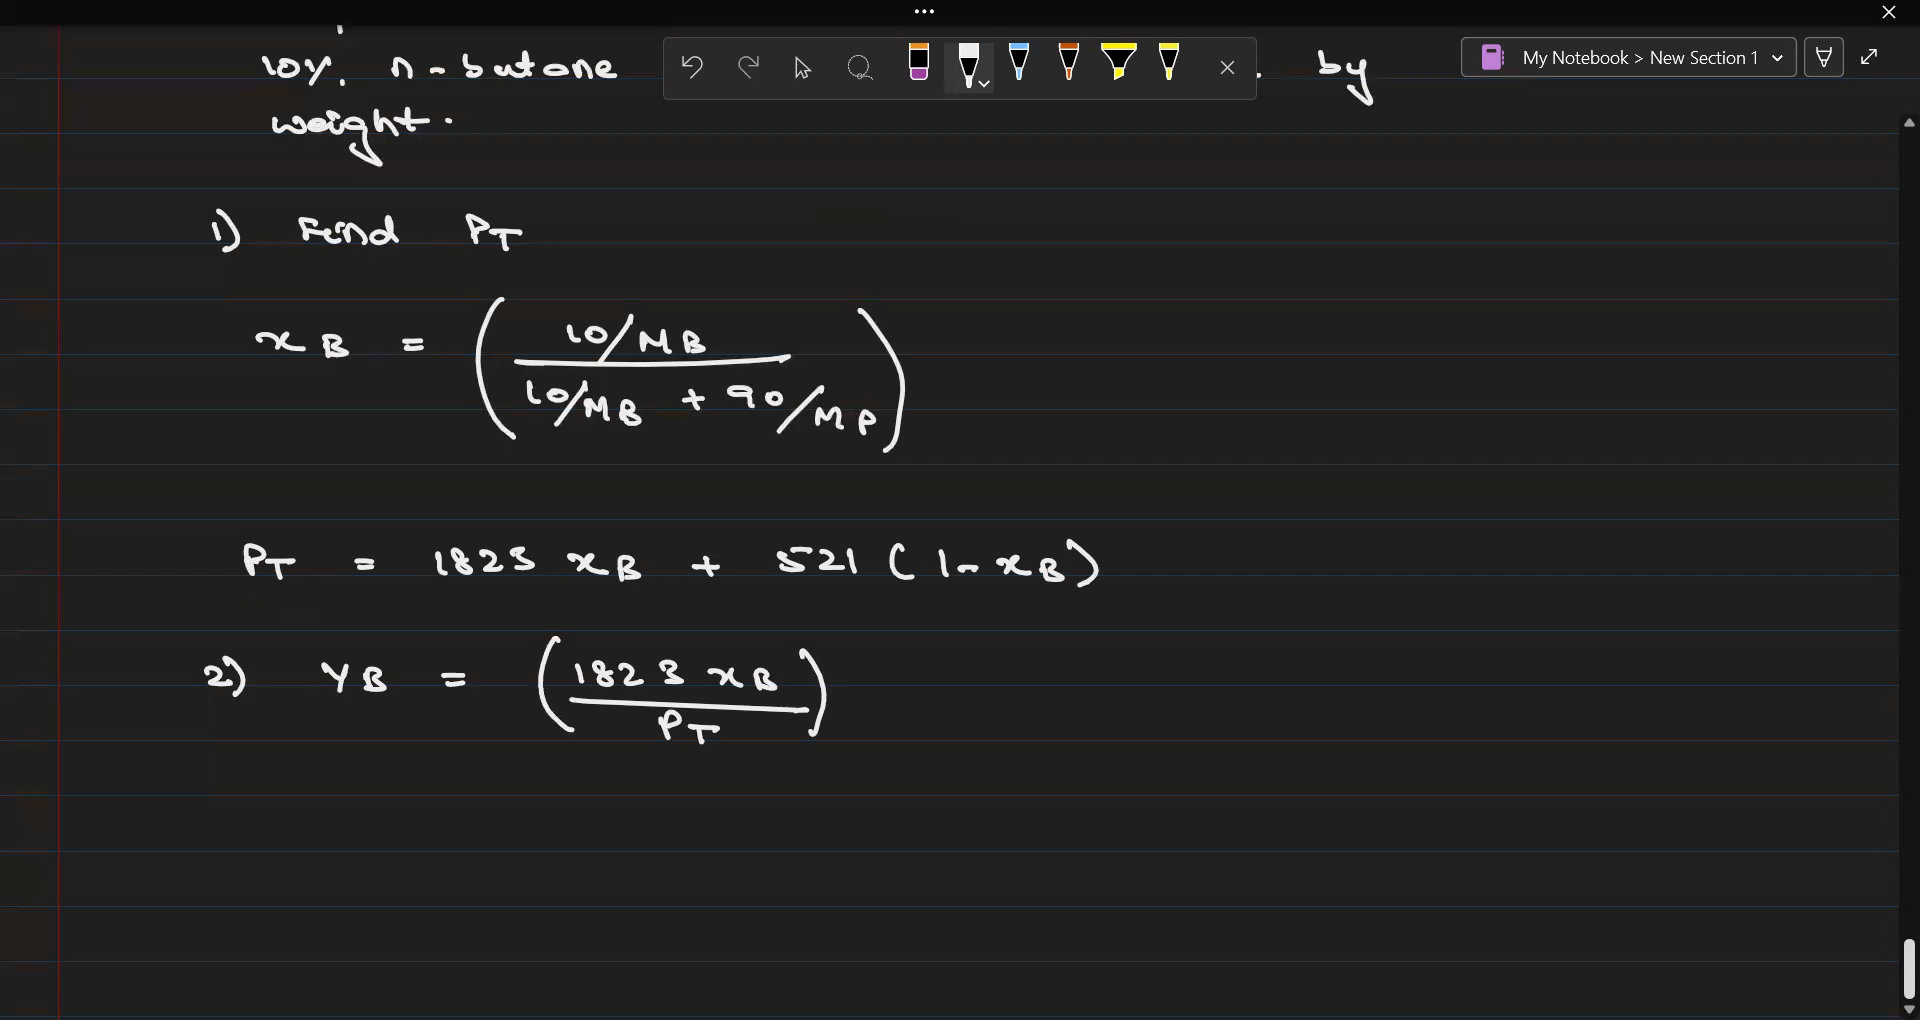 10%. n-butane . by
My Notebook > New Section 1
weight.
1) Find PT
xB = (10/MB / 10/MB + 90/MP)
PT = 1823 xB + 521 (1-xB)
2) YB = (1823 xB / PT)